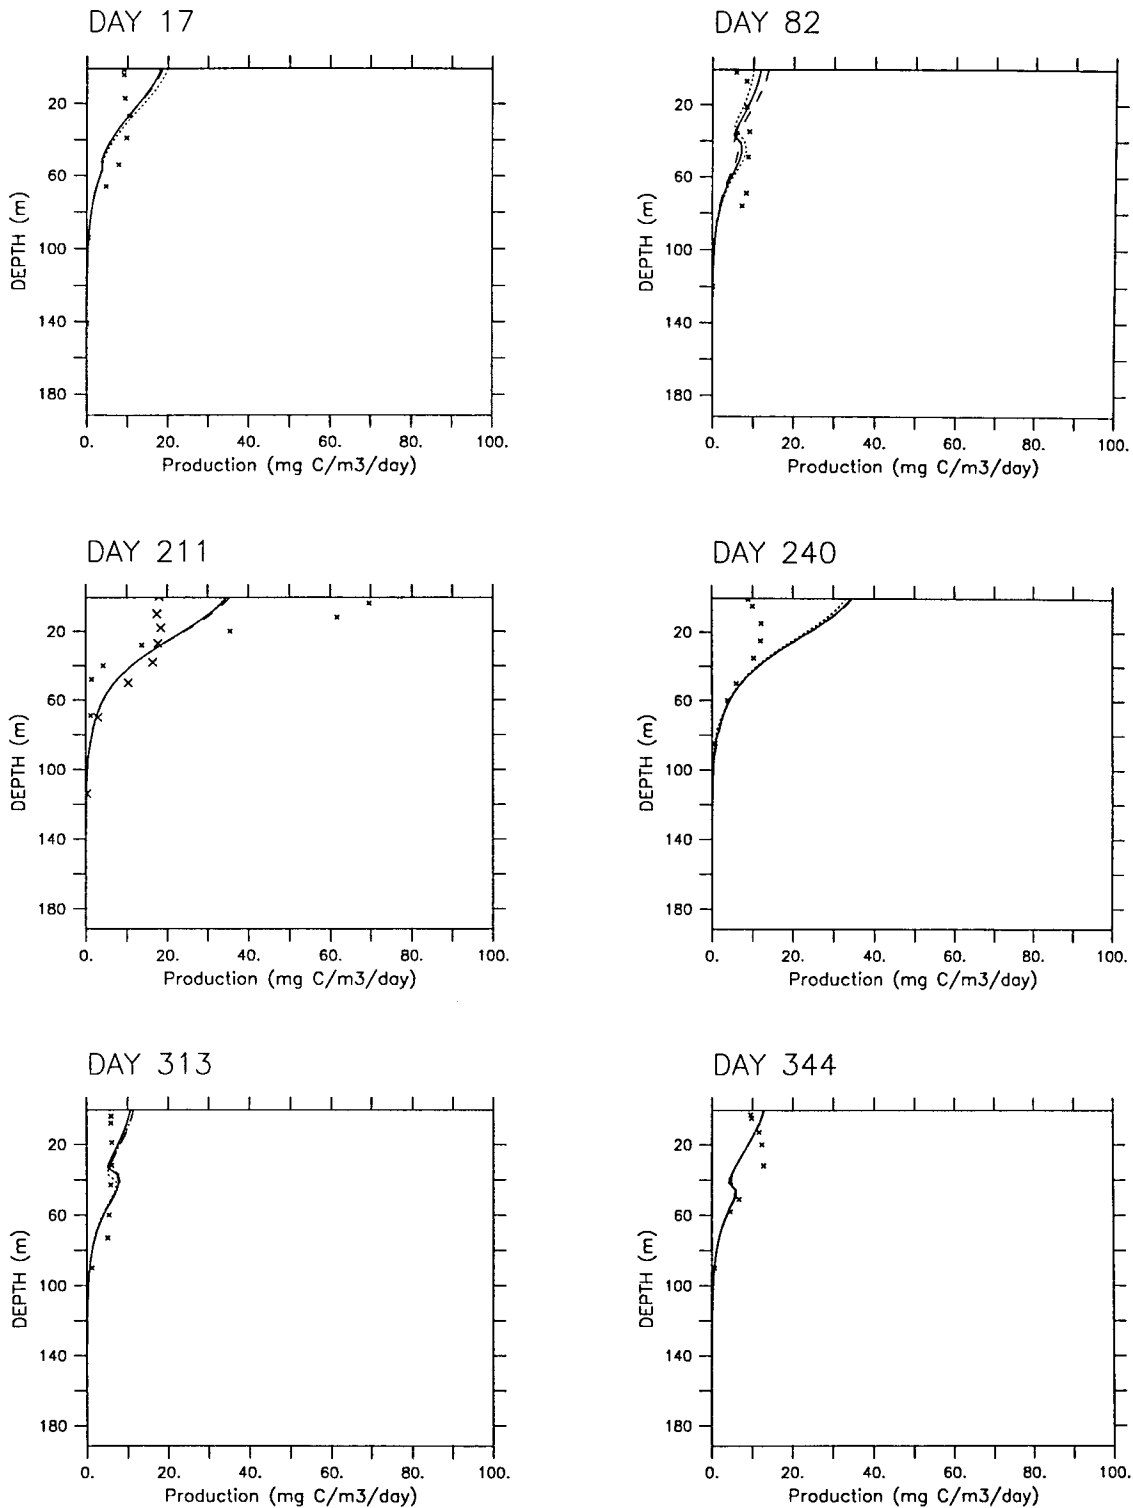 DAY 17
20
60
100
140
180
DEPTH (m)
0. 20. 40. 60. 80. 100.
Production (mg C/m3/day)
DAY 82
20
60
100
140
180
DEPTH (m)
0. 20. 40. 60. 80. 100.
Production (mg C/m3/day)
DAY 211
20
60
100
140
180
DEPTH (m)
0. 20. 40. 60. 80. 100.
Production (mg C/m3/day)
DAY 240
20
60
100
140
180
DEPTH (m)
0. 20. 40. 60. 80. 100.
Production (mg C/m3/day)
DAY 313
20
60
100
140
180
DEPTH (m)
0. 20. 40. 60. 80. 100.
Production (mg C/m3/day)
DAY 344
20
60
100
140
180
DEPTH (m)
0. 20. 40. 60. 80. 100.
Production (mg C/m3/day)